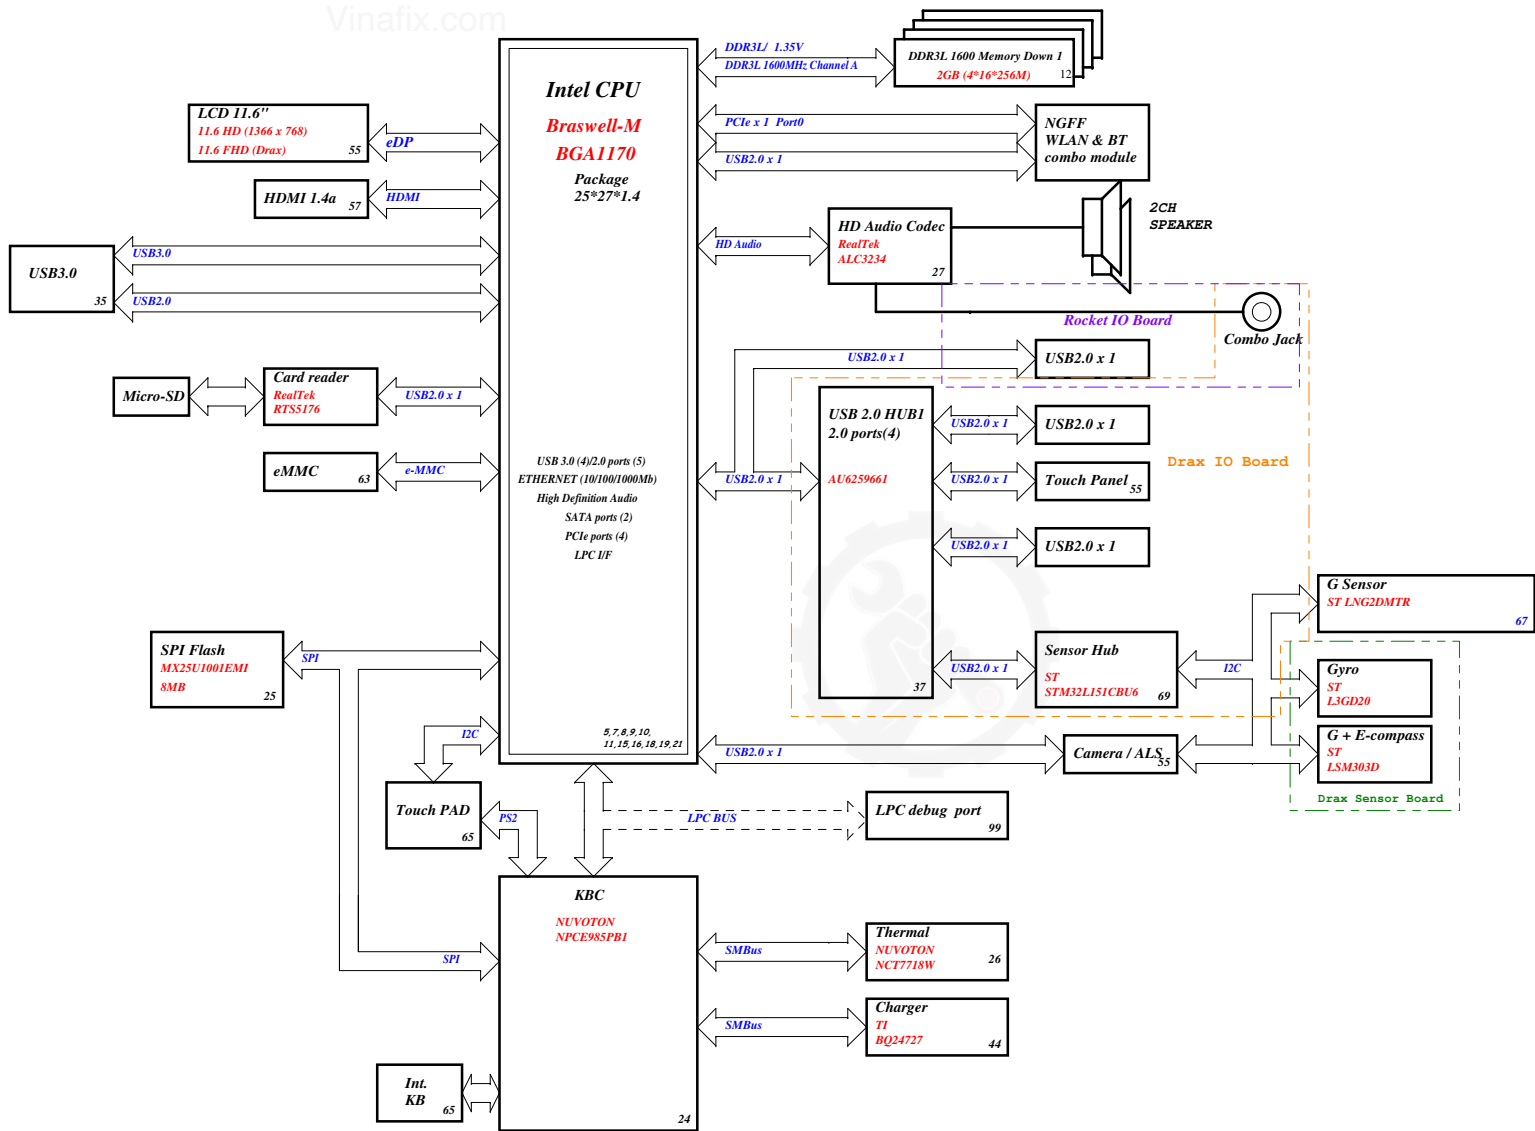 Vinafix.com
Intel CPU
Braswell-M
BGA1170
Package
25*27*1.4
USB 3.0 (4)/2.0 ports (5)
ETHERNET (10/100/1000Mb)
High Definition Audio
SATA ports (2)
PCIe ports (4)
LPC I/F
5,7,8,9,10,
11,15,16,18,19,21
DDR3L/ 1.35V
DDR3L 1600MHz Channel A
DDR3L 1600 Memory Down 1
2GB (4*16*256M)
12
LCD 11.6"
11.6 HD (1366 x 768)
11.6 FHD (Drax)
55
eDP
PCIe x 1 Port0
USB2.0 x 1
NGFF
WLAN & BT
combo module
HDMI 1.4a
57
HDMI
2CH
SPEAKER
HD Audio
HD Audio Codec
RealTek
ALC3234
27
USB3.0
35
USB3.0
USB2.0
Rocket IO Board
Combo Jack
USB2.0 x 1
USB2.0 x 1
Micro-SD
Card reader
RealTek
RTS5176
USB2.0 x 1
USB 2.0 HUB1
2.0 ports(4)
AU6259661
37
USB2.0 x 1
USB2.0 x 1
USB2.0 x 1
Drax IO Board
eMMC
63
e-MMC
USB2.0 x 1
Touch Panel
55
USB2.0 x 1
USB2.0 x 1
G Sensor
ST LNG2DMTR
67
SPI Flash
MX25U1001EMI
8MB
25
SPI
USB2.0 x 1
Sensor Hub
ST
STM32L151CBU6
69
I2C
Gyro
ST
L3GD20
G + E-compass
ST
LSM303D
Drax Sensor Board
I2C
USB2.0 x 1
Camera / ALS
55
Touch PAD
65
PS2
LPC BUS
LPC debug port
99
KBC
NUVOTON
NPCE985PB1
24
SPI
SMBus
Thermal
NUVOTON
NCT7718W
26
SMBus
Charger
TI
BQ24727
44
Int.
KB
65